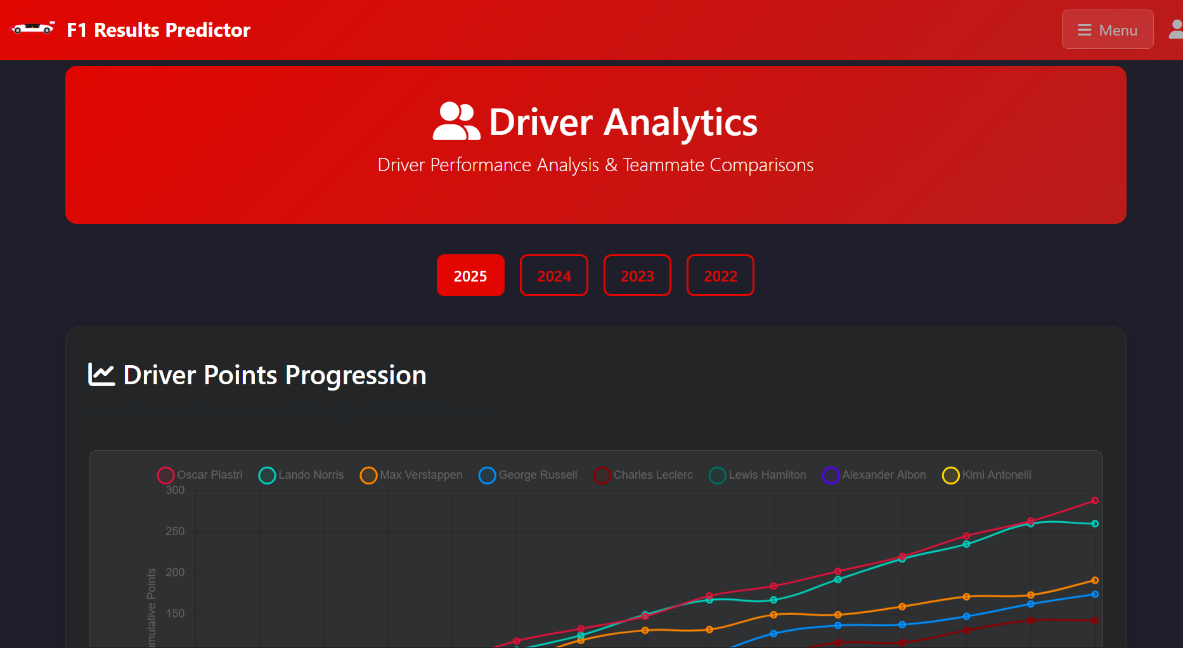 F1 Results Predictor
Menu
Driver Analytics
Driver Performance Analysis & Teammate Comparisons
2025 2024 2023 2022
Driver Points Progression
Oscar Piastri Lando Norris Max Verstappen George Russell Charles Leclerc Lewis Hamilton Alexander Albon Kimi Antonelli
300
250
200
150
Points